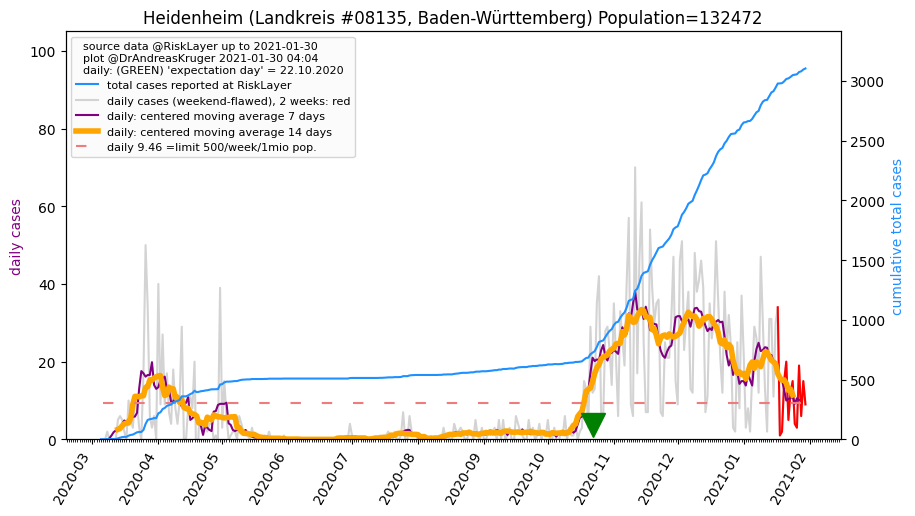 Heidenheim (Landkreis #08135, Baden-Württemberg) Population=132472
source data @RiskLayer up to 2021-01-30
plot @DrAndreasKruger 2021-01-30 04:04
daily: (GREEN) 'expectation day' = 22.10.2020
total cases reported at RiskLayer
daily cases (weekend-flawed), 2 weeks: red
daily: centered moving average 7 days
daily: centered moving average 14 days
daily 9.46 =limit 500/week/1mio pop.
daily cases
100
80
60
40
20
0
cumulative total cases
3000
2500
2000
1500
1000
500
0
2020-03
2020-04
2020-05
2020-06
2020-07
2020-08
2020-09
2020-10
2020-11
2020-12
2021-01
2021-02